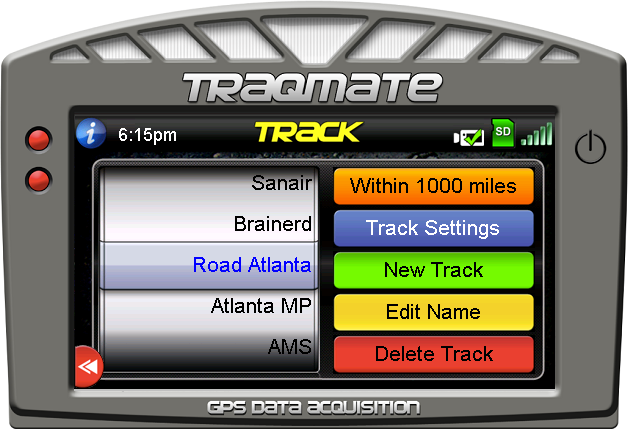 TRAQMATE
i 6:15pm TRACK SD
Sanair
Brainerd
Road Atlanta
Atlanta MP
AMS
Within 1000 miles
Track Settings
New Track
Edit Name
Delete Track
GPS DATA ACQUISITION